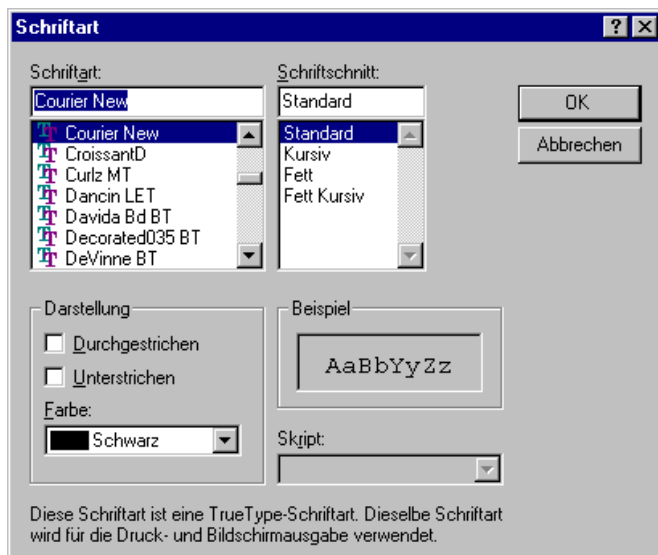 Schriftart
Schriftart:
Courier New
Courier New
CroissantD
Curlz MT
Dancin LET
Davida Bd BT
Decorated035 BT
DeVinne BT
Schriftschnitt:
Standard
Standard
Kursiv
Fett
Fett Kursiv
OK
Abbrechen
Darstellung
Durchgestrichen
Unterstrichen
Farbe:
Schwarz
Beispiel
AaBbYyZz
Skript:
Diese Schriftart ist eine TrueType-Schriftart. Dieselbe Schriftart
wird für die Druck- und Bildschirmausgabe verwendet.